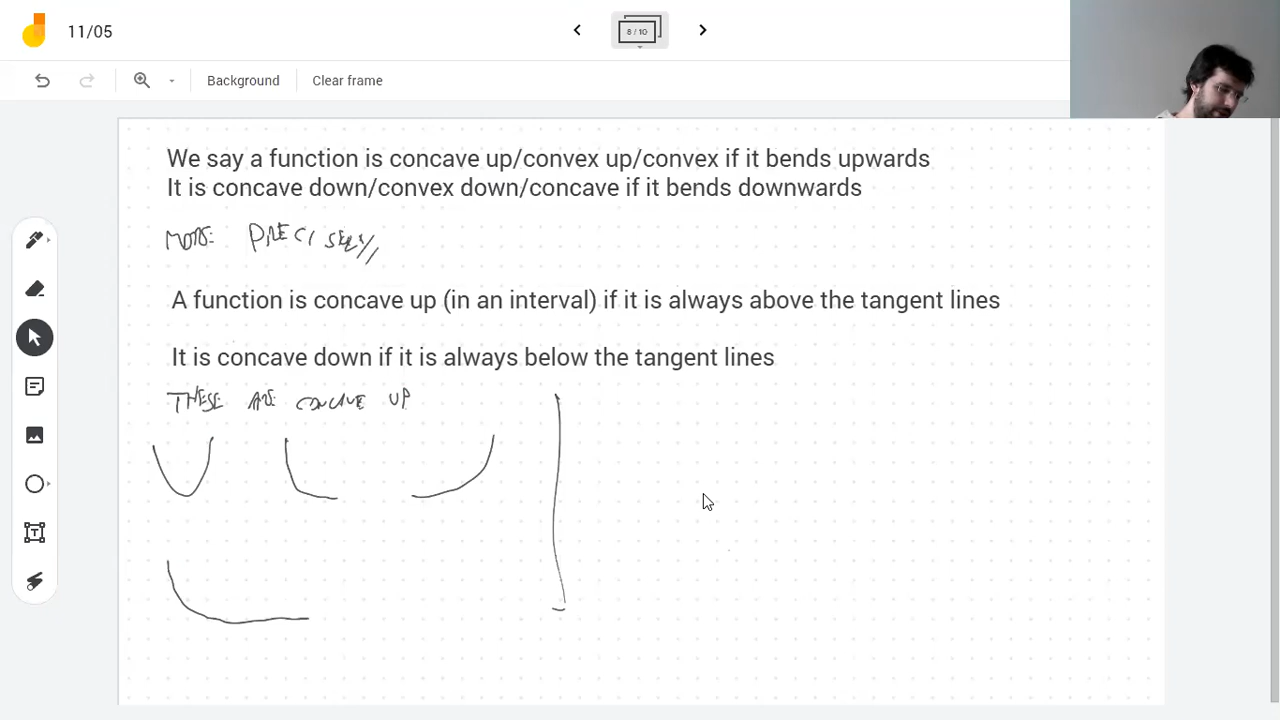 11/05
8 / 10
Background
Clear frame
We say a function is concave up/convex up/convex if it bends upwards
It is concave down/convex down/concave if it bends downwards
MORE PRECISELY,
A function is concave up (in an interval) if it is always above the tangent lines
It is concave down if it is always below the tangent lines
THESE ARE CONCAVE UP